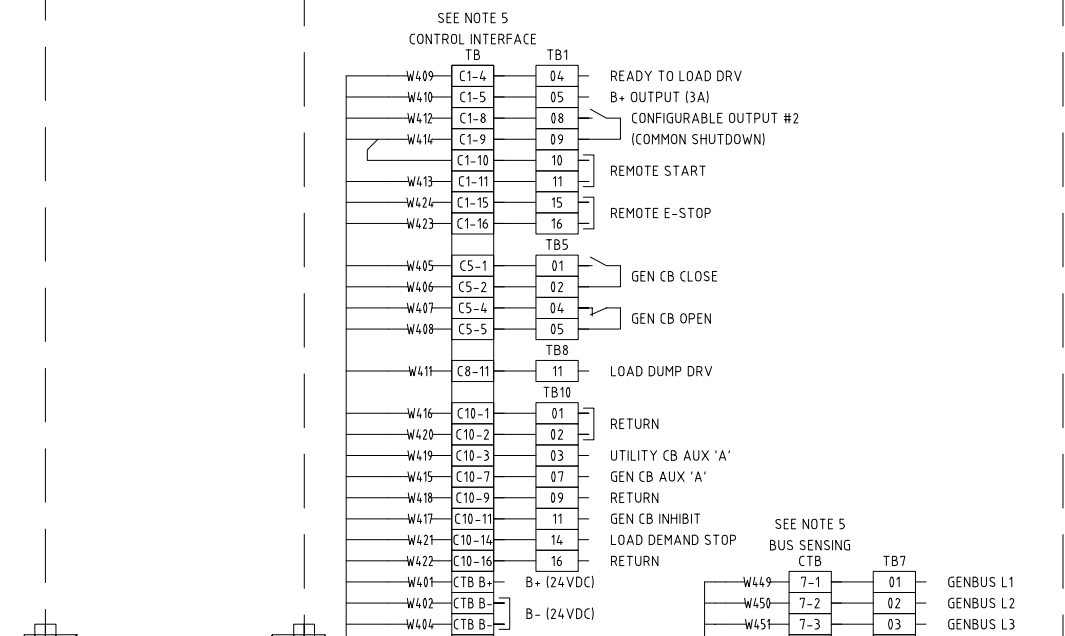 SEE NOTE 5
CONTROL INTERFACE
TB TB1
W409 C1-4 04 READY TO LOAD DRV
W410 C1-5 05 B+ OUTPUT (3A)
W412 C1-8 08 CONFIGURABLE OUTPUT #2
W414 C1-9 09 (COMMON SHUTDOWN)
C1-10 10
REMOTE START
W413 C1-11 11
W424 C1-15 15
REMOTE E-STOP
W423 C1-16 16
TB5
W405 C5-1 01
GEN CB CLOSE
W406 C5-2 02
W407 C5-4 04
GEN CB OPEN
W408 C5-5 05
TB8
W411 C8-11 11 LOAD DUMP DRV
TB10
W416 C10-1 01
RETURN
W420 C10-2 02
W419 C10-3 03 UTILITY CB AUX 'A'
W415 C10-7 07 GEN CB AUX 'A'
W418 C10-9 09 RETURN
W417 C10-11 11 GEN CB INHIBIT
W421 C10-14 14 LOAD DEMAND STOP
W422 C10-16 16 RETURN
W401 CTB B+ B+ (24VDC)
W402 CTB B-
B- (24VDC)
W404 CTB B-
SEE NOTE 5
BUS SENSING
CTB TB7
W449 7-1 01 GENBUS L1
W450 7-2 02 GENBUS L2
W451 7-3 03 GENBUS L3